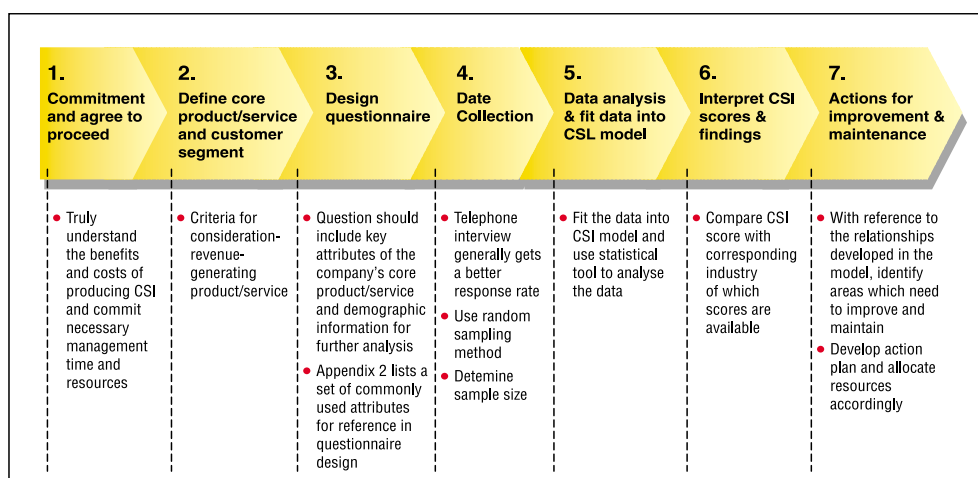 1.
Commitment
and agree to
proceed
2.
Define core
product/service
and customer
segment
3.
Design
questionnaire
4.
Date
Collection
5.
Data analysis
& fit data into
CSL model
6.
Interpret CSI
scores &
findings
7.
Actions for
improvement &
maintenance
• Truly
understand
the benefits
and costs of
producing CSI
and commit
necessary
management
time and
resources
• Criteria for
consideration-
revenue-
generating
product/service
• Question should
include key
attributes of the
company’s core
product/service
and demographic
information for
further analysis
• Appendix 2 lists a
set of commonly
used attributes
for reference in
questionnaire
design
• Telephone
interview
generally gets
a better
response rate
• Use random
sampling
method
• Detemine
sample size
• Fit the data into
CSI model and
use statistical
tool to analyse
the data
• Compare CSI
score with
corresponding
industry
of which
scores are
available
• With reference to
the relationships
developed in the
model, identify
areas which need
to improve and
maintain
• Develop action
plan and allocate
resources
accordingly